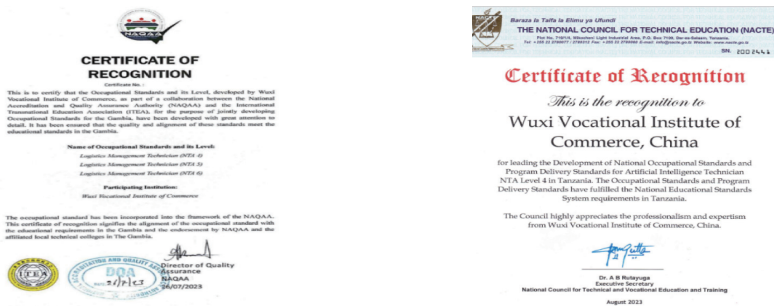 NAQAA
CERTIFICATE OF
RECOGNITION
Certificate No. :
This is to certify that the Occupational Standards and its Level, developed by Wuxi
Vocational Institute of Commerce, as part of a collaboration between the National
Accreditation and Quality Assurance Authority (NAQAA) and the International
Transnational Education Association (ITEA), for the purpose of jointly developing
Occupational Standards for the Gambia, have been developed with great attention to
detail. It has been ensured that the quality and alignment of these standards meet the
educational standards in the Gambia.
Name of Occupational Standards and its Level:
Logistics Management Technician (NTA 4)
Logistics Management Technician (NTA 5)
Logistics Management Technician (NTA 6)
Participating Institution:
Wuxi Vocational Institute of Commerce
The occupational standard has been incorporated into the framework of the NAQAA.
This certificate of recognition signifies the alignment of the occupational standard with
the educational requirements in the Gambia and the endorsement by NAQAA and the
affiliated local technical colleges in The Gambia.
ITEA
DQA
Director of Quality
Assurance
NAQAA
26/07/2023
NACTE
Baraza la Taifa la Elimu ya Ufundi
THE NATIONAL COUNCIL FOR TECHNICAL EDUCATION (NACTE)
SN. 2002441
Certificate of Recognition
This is the recognition to
Wuxi Vocational Institute of
Commerce, China
for leading the Development of National Occupational Standards and
Program Delivery Standards for Artificial Intelligence Technician
NTA Level 4 in Tanzania. The Occupational Standards and Program
Delivery Standards have fulfilled the National Educational Standards
System requirements in Tanzania.
The Council highly appreciates the professionalism and expertism
from Wuxi Vocational Institute of Commerce, China.
Dr. A B Rutayuga
Executive Secretary
National Council for Technical and Vocational Education and Training
August 2023